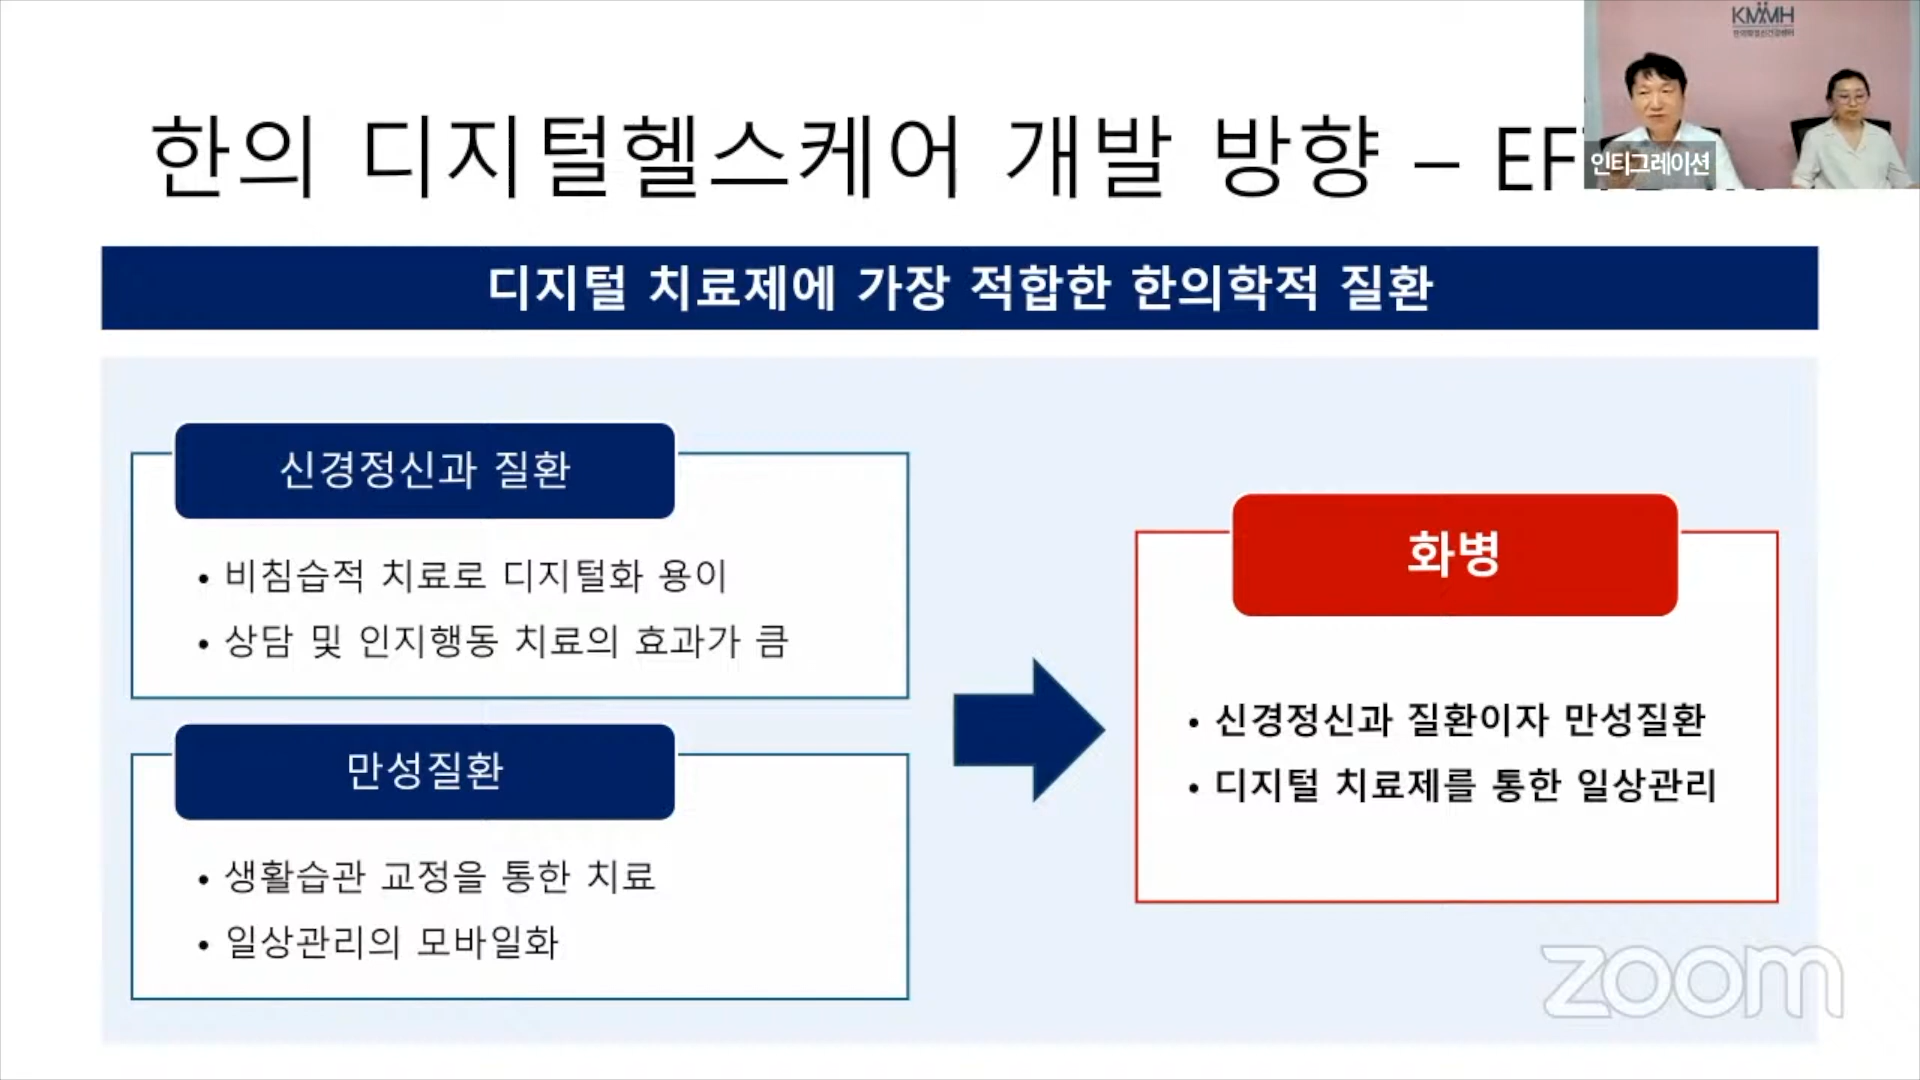 한의 디지털헬스케어 개발 방향 –
KMMH
인티그레이션
디지털 치료제에 가장 적합한 한의학적 질환
신경정신과 질환
• 비침습적 치료로 디지털화 용이
• 상담 및 인지행동 치료의 효과가 큼
만성질환
• 생활습관 교정을 통한 치료
• 일상관리의 모바일화
화병
• 신경정신과 질환이자 만성질환
• 디지털 치료제를 통한 일상관리
zoom